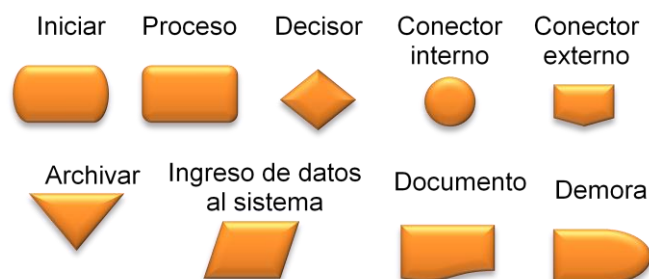 Iniciar
Proceso
Decisor
Conector
interno
Conector
externo
Archivar
Ingreso de datos
al sistema
Documento
Demora